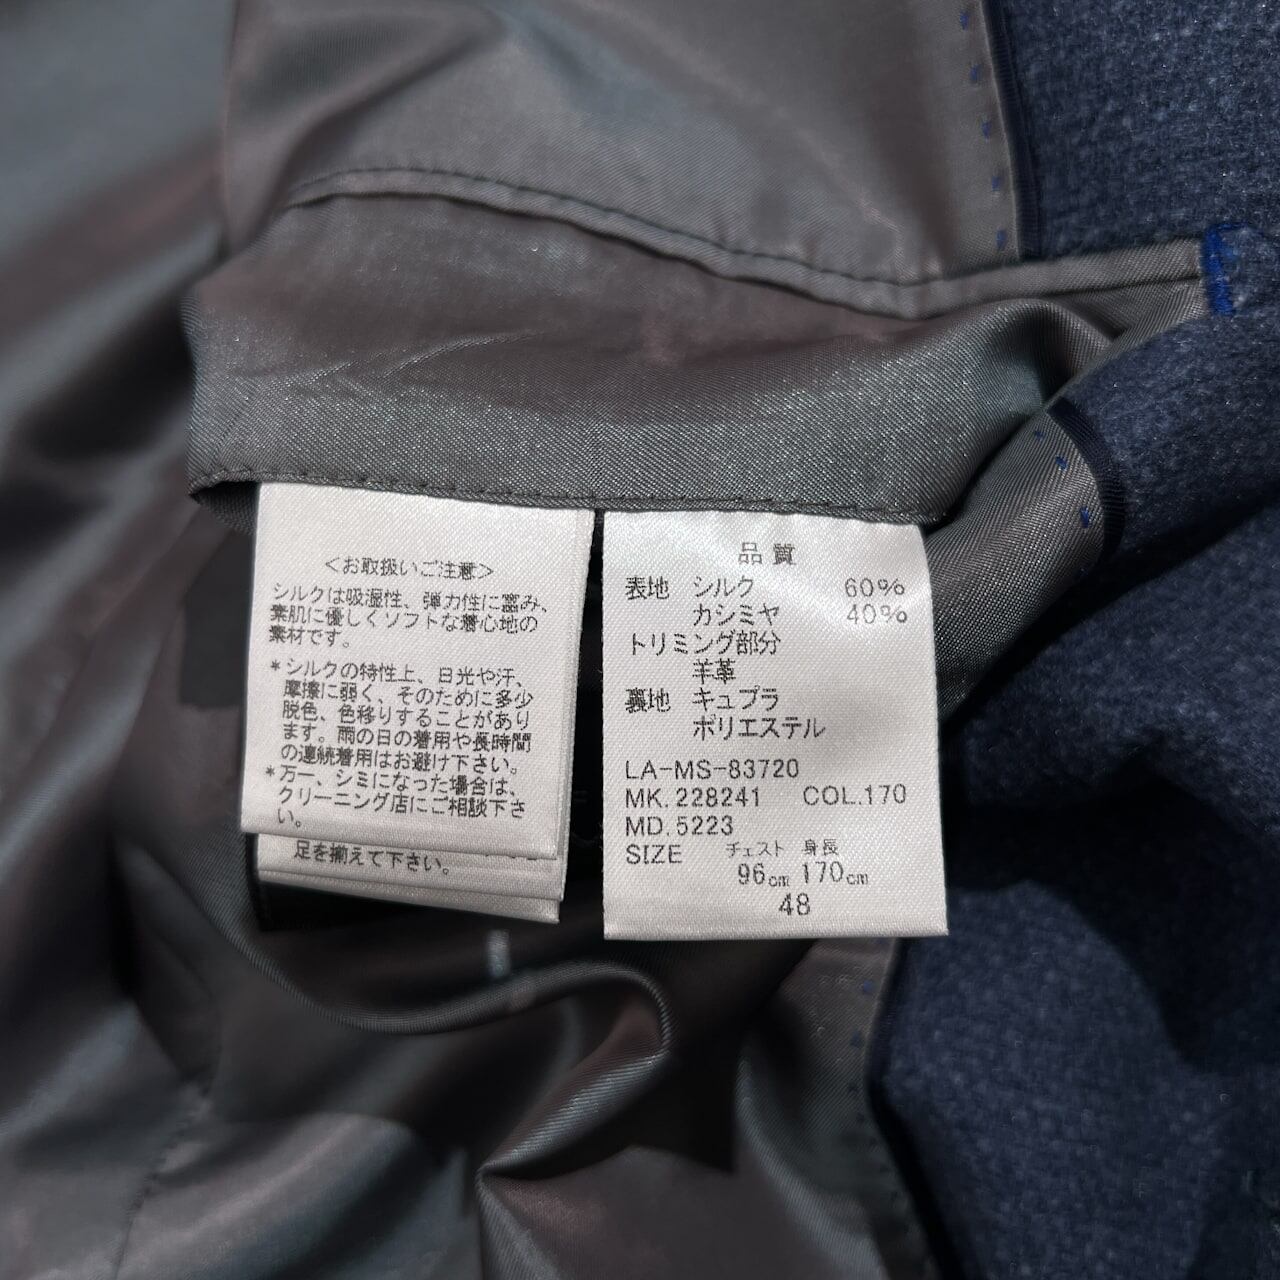 <お取扱いご注意>
シルクは吸湿性、弾力性に富み、
素肌に優しくソフトな着心地の
素材です。
*シルクの特性上、日光や汗、
摩擦に弱く、そのために多少
脱色、色移りすることがあり
ます。雨の日の着用や長時間
の連続着用はお避け下さい。
*万一、シミになった場合は、
クリーニング店にご相談下さ
い。
足を揃えて下さい。
品質
表地 シルク 60%
カシミヤ 40%
トリミング部分
羊革
裏地 キュプラ
ポリエステル
LA-MS-83720
MK.228241 COL.170
MD.5223
SIZE チェスト 身長
96cm 170cm
48